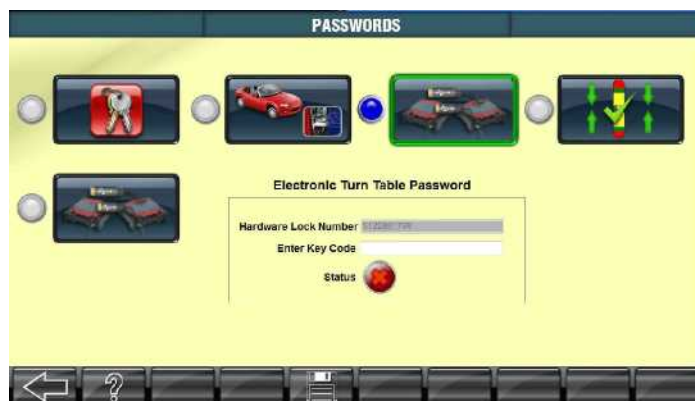 PASSWORDS
Electronic Turn Table Password
Hardware Lock Number
Enter Key Code
Status